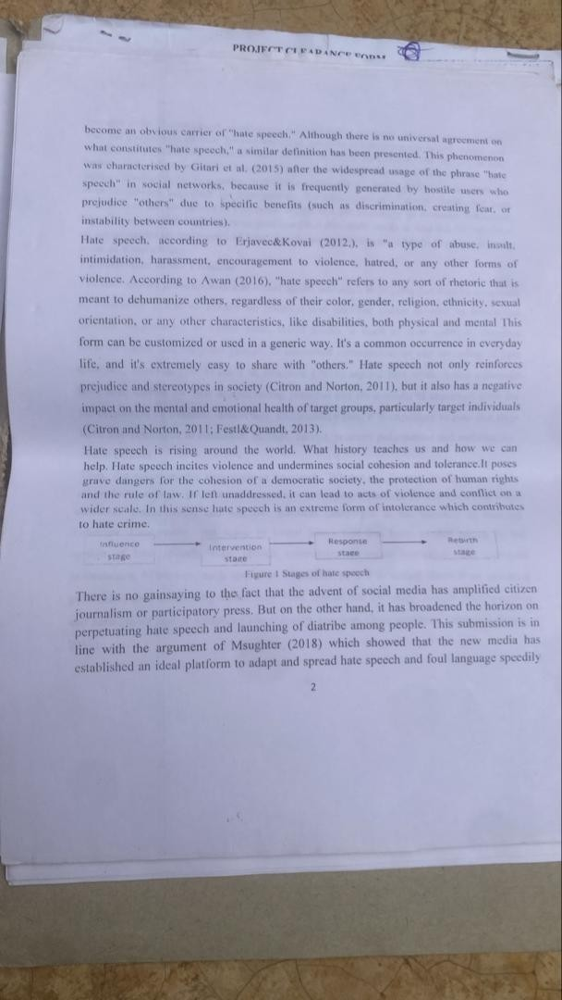 PROJECT CLEARANCE FORM
become an obvious carrier of "hate speech." Although there is no universal agreement on
what constitutes "hate speech," a similar definition has been presented. This phenomenon
was characterised by Gitari et al. (2015) after the widespread usage of the phrase "hate
speech" in social networks, because it is frequently generated by hostile users who
prejudice "others" due to specific benefits (such as discrimination, creating fear, or
instability between countries).
Hate speech, according to Erjavec&Kovai (2012,), is "a type of abuse, insult,
intimidation, harassment, encouragement to violence, hatred, or any other forms of
violence. According to Awan (2016), "hate speech" refers to any sort of rhetoric that is
meant to dehumanize others, regardless of their color, gender, religion, ethnicity, sexual
orientation, or any other characteristics, like disabilities, both physical and mental This
form can be customized or used in a generic way. It's a common occurrence in everyday
life, and it's extremely easy to share with "others." Hate speech not only reinforces
prejudice and stereotypes in society (Citron and Norton, 2011), but it also has a negative
impact on the mental and emotional health of target groups, particularly target individuals
(Citron and Norton, 2011; Festl&Quandt, 2013).
Hate speech is rising around the world. What history teaches us and how we can
help. Hate speech incites violence and undermines social cohesion and tolerance.It poses
grave dangers for the cohesion of a democratic society, the protection of human rights
and the rule of law. If left unaddressed, it can lead to acts of violence and conflict on a
wider scale. In this sense hate speech is an extreme form of intolerance which contributes
to hate crime.
Influence
stage
Intervention
stage
Response
stage
Rebirth
stage
Figure 1 Stages of hate speech
There is no gainsaying to the fact that the advent of social media has amplified citizen
journalism or participatory press. But on the other hand, it has broadened the horizon on
perpetuating hate speech and launching of diatribe among people. This submission is in
line with the argument of Msughter (2018) which showed that the new media has
established an ideal platform to adapt and spread hate speech and foul language speedily
2